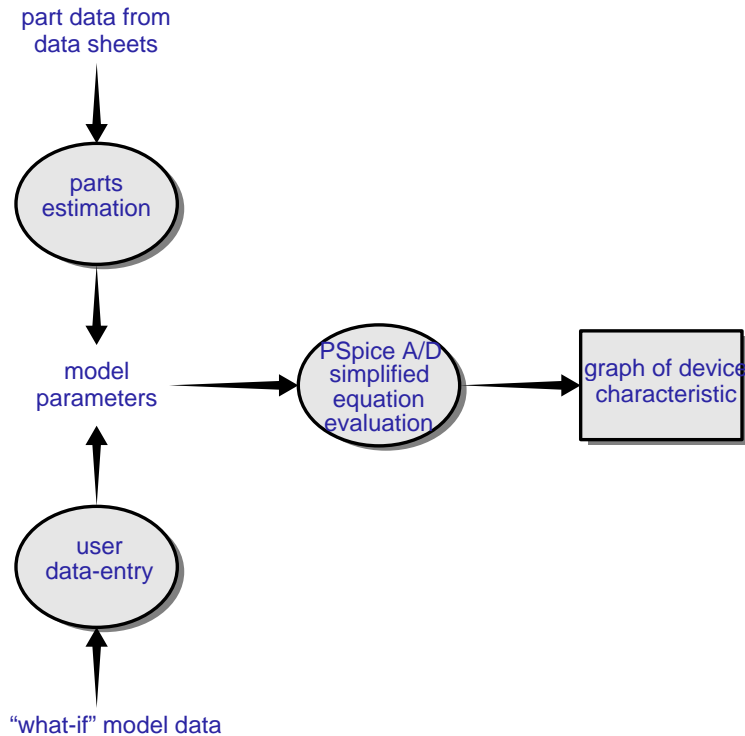 part data from
data sheets
parts
estimation
model
parameters
PSpice A/D
simplified
equation
evaluation
graph of device
characteristic
user
data-entry
“what-if” model data